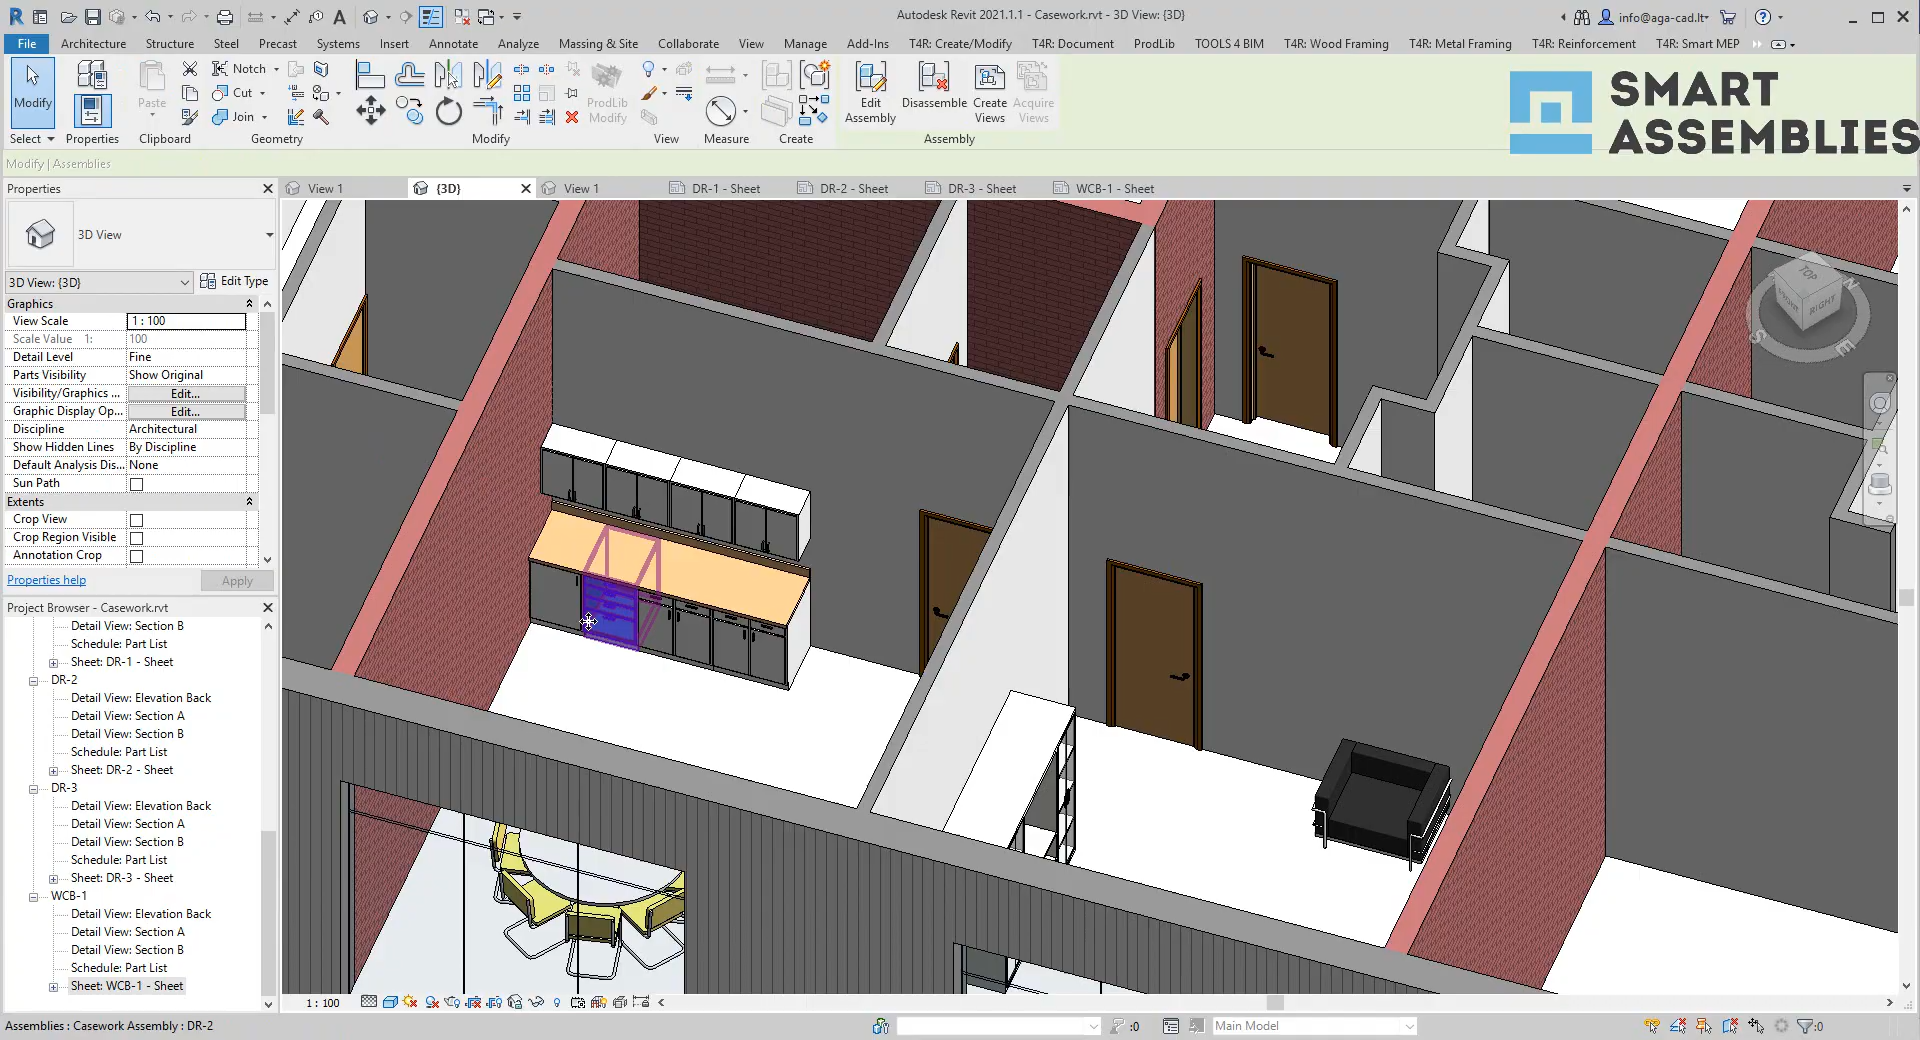 Autodesk Revit 2021.1.1 - Casework.rvt - 3D View: {3D}
info@aga-cad.lt
File Architecture Structure Steel Precast Systems Insert Annotate Analyze Massing & Site Collaborate View Manage Add-Ins T4R: Create/Modify T4R: Document ProdLib TOOLS 4 BIM T4R: Wood Framing T4R: Metal Framing T4R: Reinforcement T4R: Smart MEP
Notch
Cut
Join
Modify
Paste
ProdLib
Modify
Edit
Assembly
Disassemble
Create
Views
Acquire
Views
Select Properties Clipboard Geometry Modify View Measure Create Assembly
SMART
ASSEMBLIES
Modify | Assemblies
Properties
View 1 {3D} View 1 DR-1 - Sheet DR-2 - Sheet DR-3 - Sheet WCB-1 - Sheet
3D View
3D View: {3D} Edit Type
Graphics
View Scale 1 : 100
Scale Value 1: 100
Detail Level Fine
Parts Visibility Show Original
Visibility/Graphics ... Edit...
Graphic Display Op... Edit...
Discipline Architectural
Show Hidden Lines By Discipline
Default Analysis Dis... None
Sun Path
Extents
Crop View
Crop Region Visible
Annotation Crop
Properties help Apply
Project Browser - Casework.rvt
Detail View: Section B
Schedule: Part List
Sheet: DR-1 - Sheet
DR-2
Detail View: Elevation Back
Detail View: Section A
Detail View: Section B
Schedule: Part List
Sheet: DR-2 - Sheet
DR-3
Detail View: Elevation Back
Detail View: Section A
Detail View: Section B
Schedule: Part List
Sheet: DR-3 - Sheet
WCB-1
Detail View: Elevation Back
Detail View: Section A
Detail View: Section B
Schedule: Part List
Sheet: WCB-1 - Sheet
TOP
RIGHT
S
E
1 : 100
Assemblies : Casework Assembly : DR-2
:0
Main Model
:0